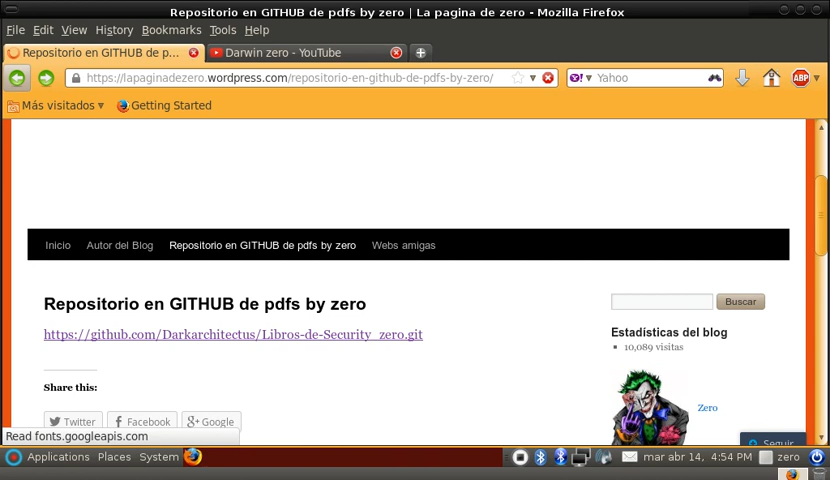 Repositorio en GITHUB de pdfs by zero | La pagina de zero - Mozilla Firefox
File Edit View History Bookmarks Tools Help
Repositorio en GITHUB de p... Darwin zero - YouTube
https://lapaginadezero.wordpress.com/repositorio-en-github-de-pdfs-by-zero/ Y! Yahoo ABP
Más visitados Getting Started
Inicio Autor del Blog Repositorio en GITHUB de pdfs by zero Webs amigas
Repositorio en GITHUB de pdfs by zero
https://github.com/Darkarchitectus/Libros-de-Security_zero.git
Share this:
Twitter Facebook Google
Buscar
Estadísticas del blog
10,089 visitas
Zero
Seguir
Read fonts.googleapis.com
Applications Places System mar abr 14, 4:54 PM zero